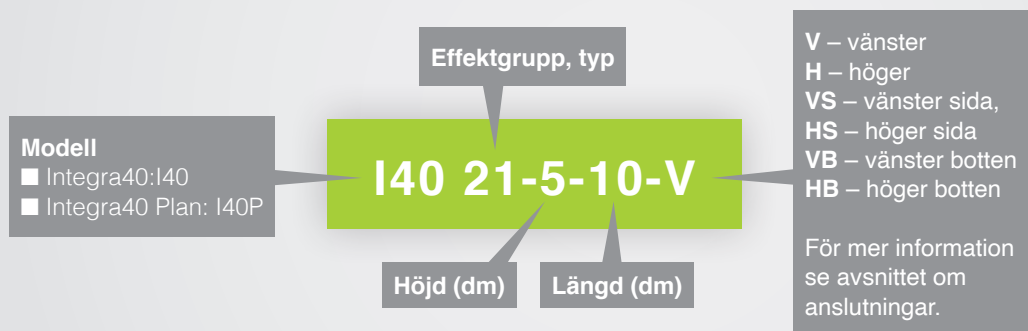 Effektgrupp, typ
Modell
■ Integra40:I40
■ Integra40 Plan: I40P
I40 21-5-10-V
Höjd (dm)
Längd (dm)
V – vänster
H – höger
VS – vänster sida,
HS – höger sida
VB – vänster botten
HB – höger botten
För mer information
se avsnittet om
anslutningar.